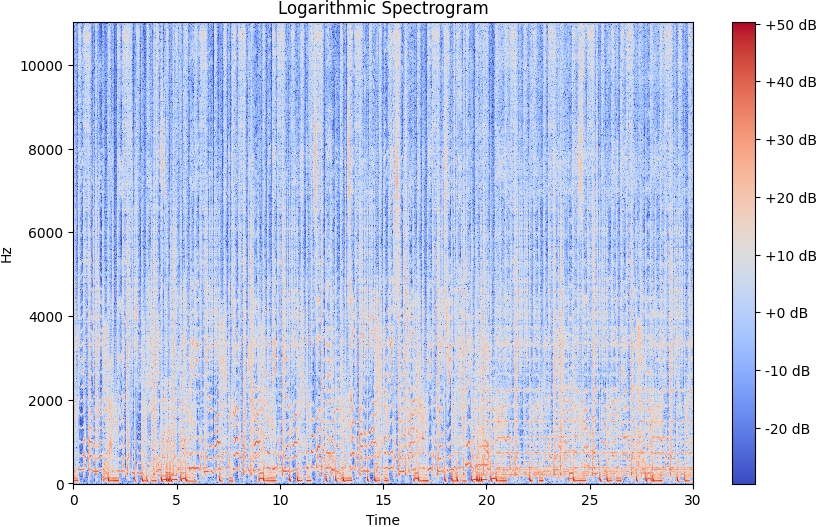 Logarithmic Spectrogram
Hz
10000
8000
6000
4000
2000
0
0 5 10 15 20 25 30
Time
+50 dB
+40 dB
+30 dB
+20 dB
+10 dB
+0 dB
-10 dB
-20 dB